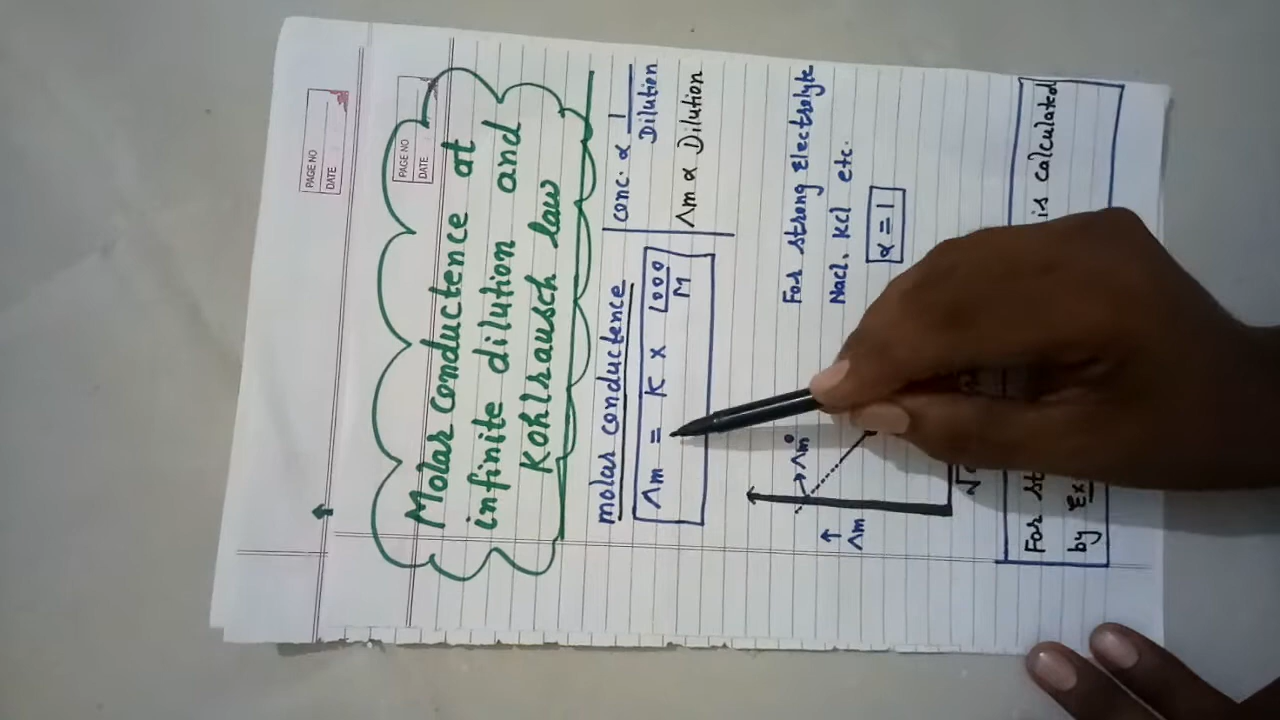 PAGE NO
DATE
PAGE NO
DATE
Molar conductence at
infinite dilution and
Kohlrausch law
molar conductence
Λm = K x 1000/M
conc. α 1/Dilution
Λm α Dilution
For strong Electrolyte
Nacl, Kcl etc.
α = 1
Λm°
↑
Λm
For st
is calculated
by Ex